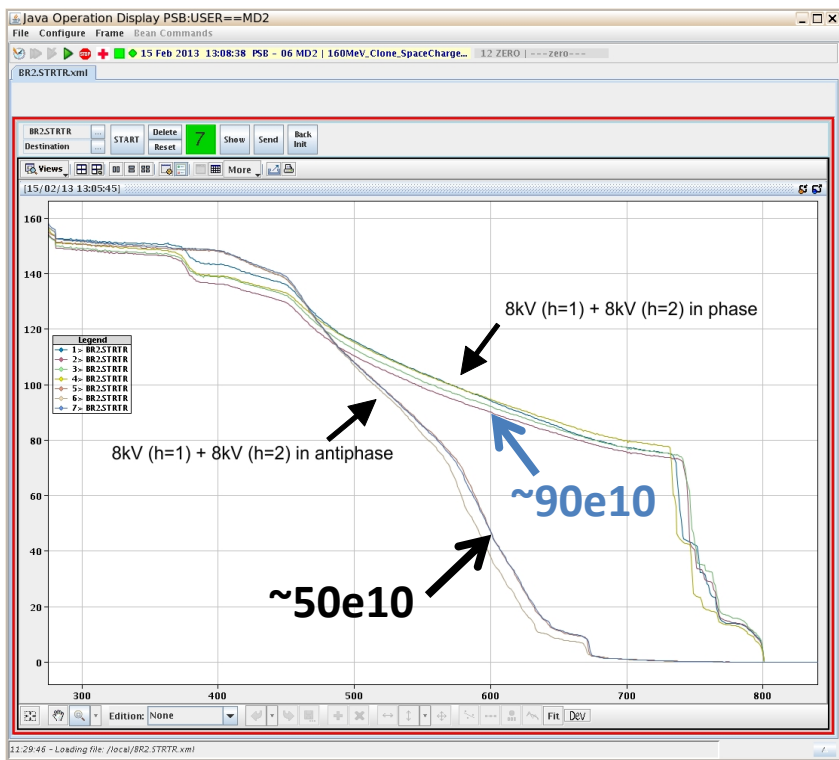 Java Operation Display PSB:USER==MD2
File Configure Frame Bean Commands
15 Feb 2013 13:08:38 PSB - 06 MD2 | 160MeV_Clone_SpaceCharge... 12 ZERO | ---zero---
BR2.STRTR.xml
BR2.STRTR ... START Delete 7 Show Send Back
Destination ... Reset Init
Views More
[15/02/13 13:05:45]
160
140
120
100
80
60
40
20
0
8kV (h=1) + 8kV (h=2) in phase
Legend
1> BR2.STRTR
2> BR2.STRTR
3> BR2.STRTR
4> BR2.STRTR
5> BR2.STRTR
6> BR2.STRTR
7> BR2.STRTR
8kV (h=1) + 8kV (h=2) in antiphase
~90e10
~50e10
300 400 500 600 700 800
Edition: None Fit Dev
11:29:46 - Loading file: /local/BR2.STRTR.xml